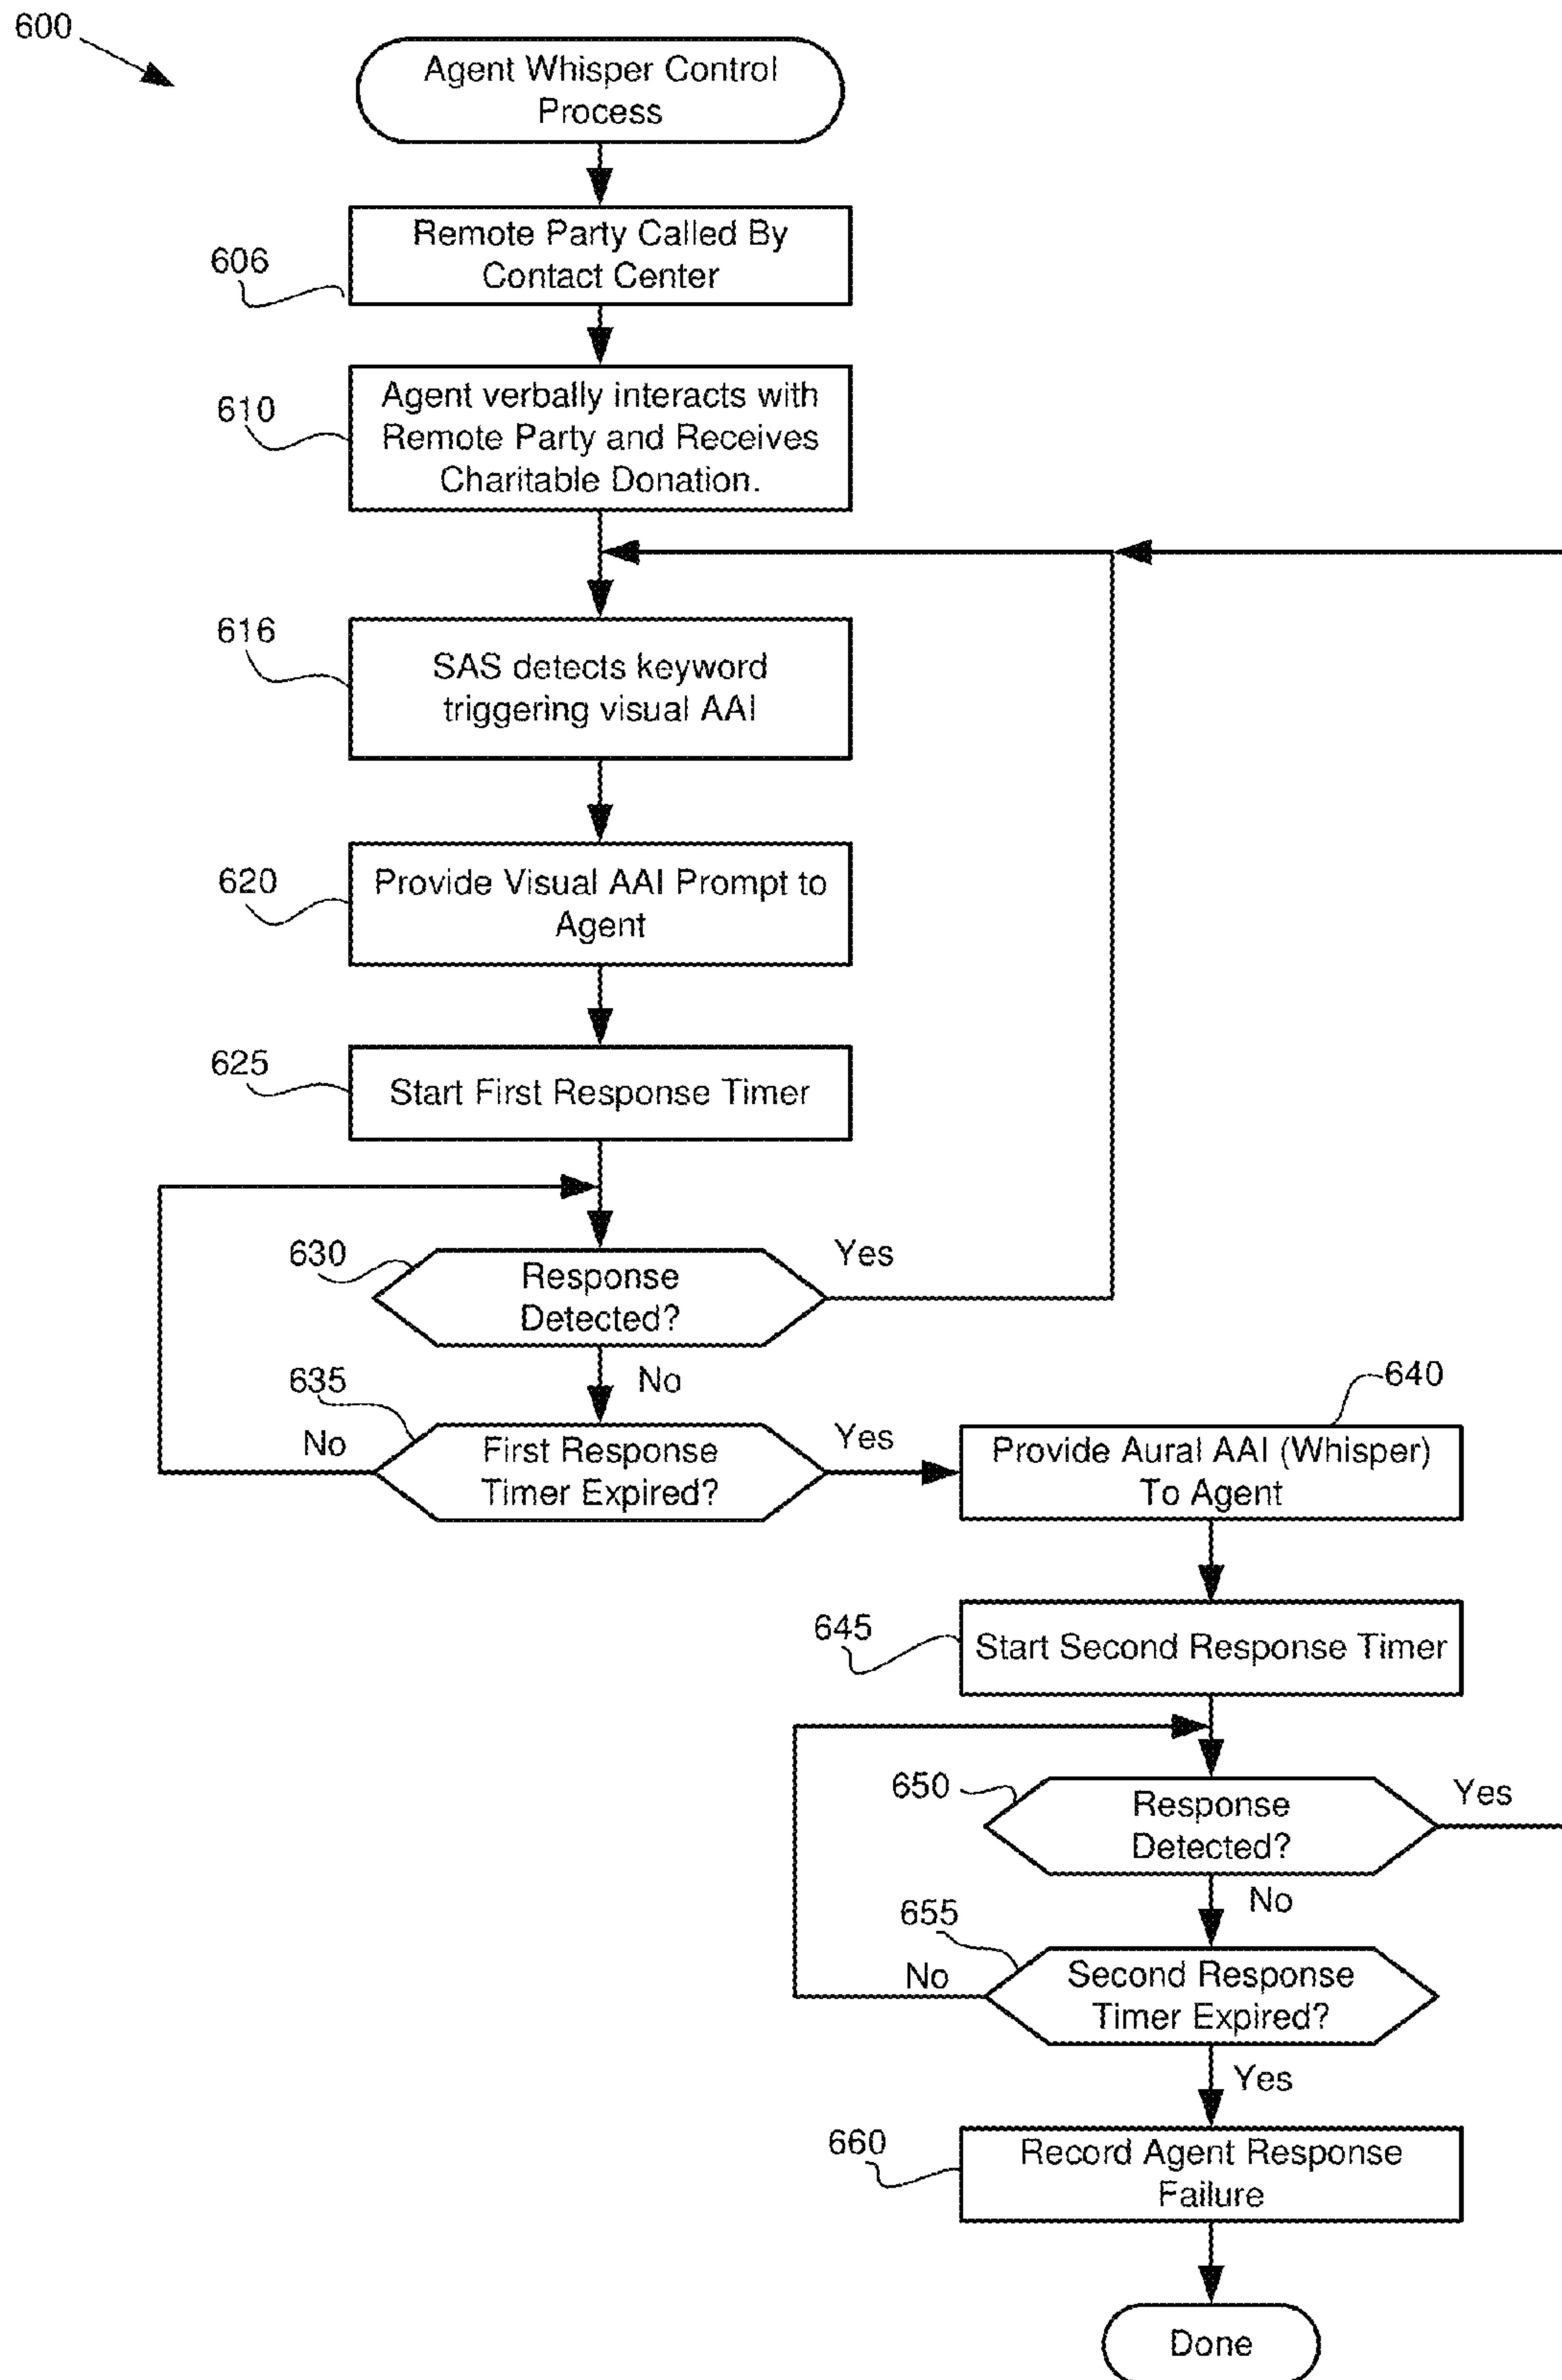 600
Agent Whisper Control
Process
606
Remote Party Called By
Contact Center
610
Agent verbally interacts with
Remote Party and Receives
Charitable Donation.
616
SAS detects keyword
triggering visual AAI
620
Provide Visual AAI Prompt to
Agent
625
Start First Response Timer
630
Response
Detected?
Yes
No
635
First Response
Timer Expired?
No
Yes
640
Provide Aural AAI (Whisper)
To Agent
645
Start Second Response Timer
650
Response
Detected?
Yes
No
655
Second Response
Timer Expired?
No
Yes
660
Record Agent Response
Failure
Done